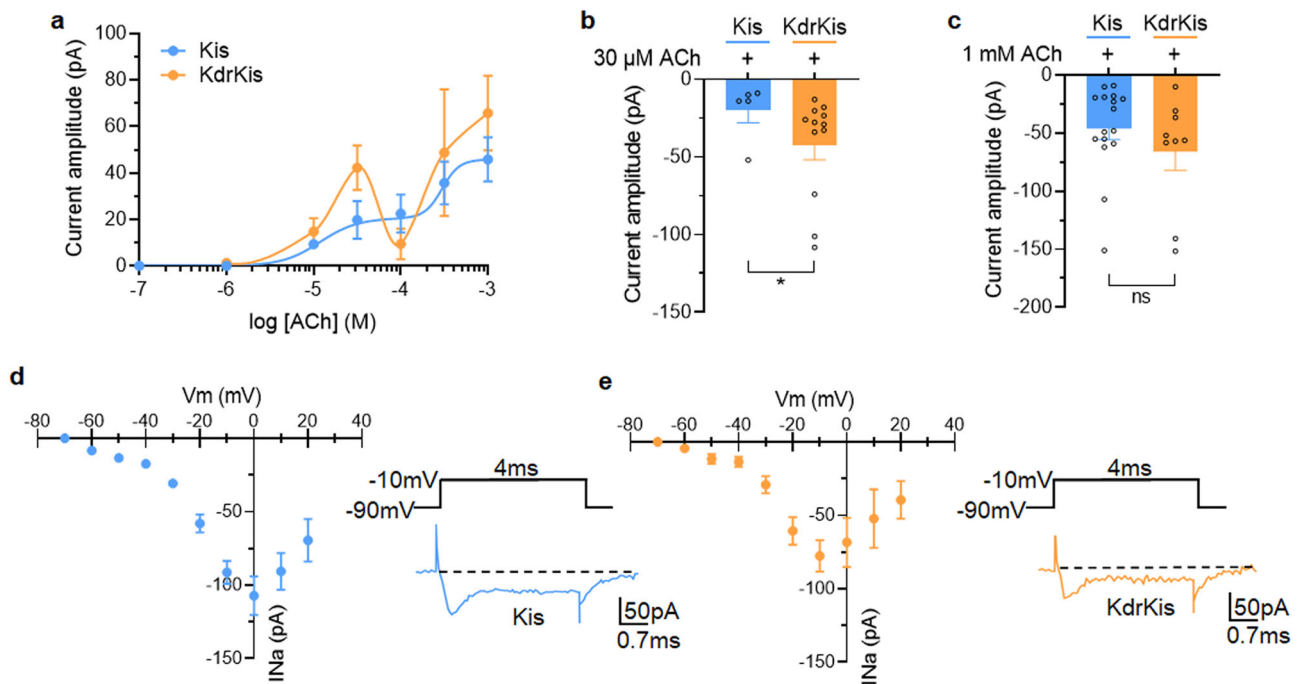 a
100
80
60
40
20
0
Current amplitude (pA)
Kis
KdrKis
-7
-6
-5
-4
-3
log [ACh] (M)
b
Kis
KdrKis
30 µM ACh
+
+
0
-50
-100
-150
Current amplitude (pA)
*
c
Kis
KdrKis
1 mM ACh
+
+
0
-50
-100
-150
-200
Current amplitude (pA)
ns
d
Vm (mV)
-80 -60 -40 -20 0 20 40
-50
-100
-150
INa (pA)
4ms
-10mV
-90mV
Kis
50pA
0.7ms
e
Vm (mV)
-80 -60 -40 -20 0 20 40
-50
-100
-150
INa (pA)
4ms
-10mV
-90mV
KdrKis
50pA
0.7ms